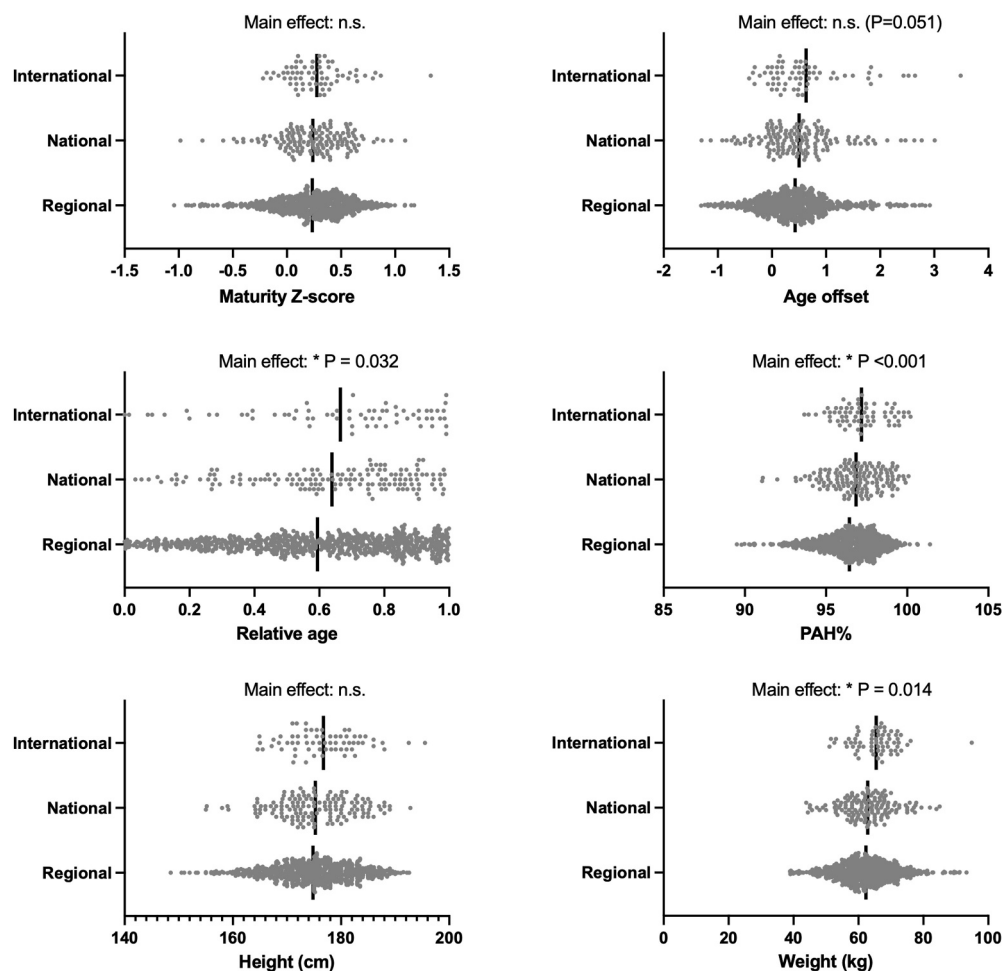 Main effect: n.s.
International
National
Regional
-1.5 -1.0 -0.5 0.0 0.5 1.0 1.5
Maturity Z-score
Main effect: n.s. (P=0.051)
International
National
Regional
-2 -1 0 1 2 3 4
Age offset
Main effect: * P = 0.032
International
National
Regional
0.0 0.2 0.4 0.6 0.8 1.0
Relative age
Main effect: * P <0.001
International
National
Regional
85 90 95 100 105
PAH%
Main effect: n.s.
International
National
Regional
140 160 180 200
Height (cm)
Main effect: * P = 0.014
International
National
Regional
0 20 40 60 80 100
Weight (kg)